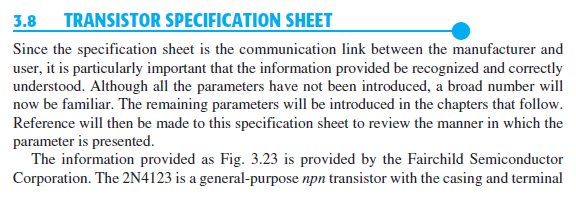 3.8 TRANSISTOR SPECIFICATION SHEET
Since the specification sheet is the communication link between the manufacturer and
user, it is particularly important that the information provided be recognized and correctly
understood. Although all the parameters have not been introduced, a broad number will
now be familiar. The remaining parameters will be introduced in the chapters that follow.
Reference will then be made to this specification sheet to review the manner in which the
parameter is presented.
The information provided as Fig. 3.23 is provided by the Fairchild Semiconductor
Corporation. The 2N4123 is a general-purpose npn transistor with the casing and terminal